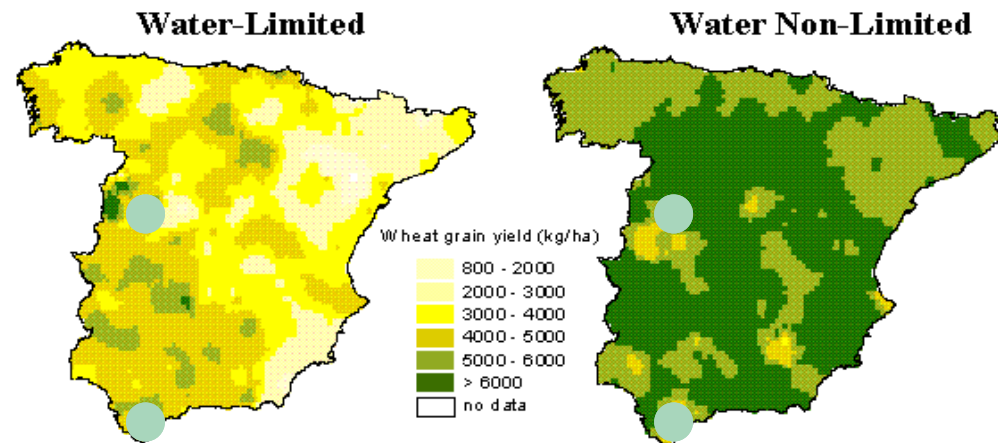 Water-Limited
Water Non-Limited
Wheat grain yield (kg/ha)
800 - 2000
2000 - 3000
3000 - 4000
4000 - 5000
5000 - 6000
> 6000
no data